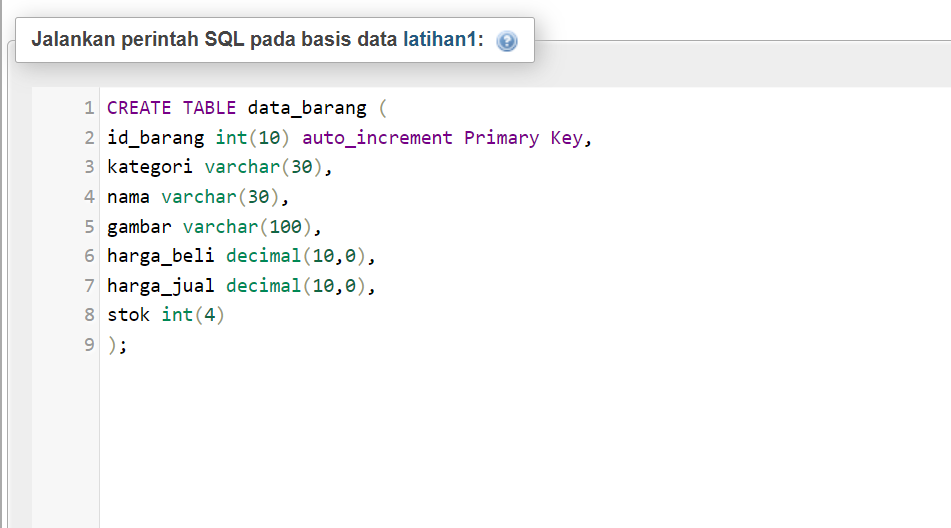 Jalankan perintah SQL pada basis data latihan1:
1 CREATE TABLE data_barang (
2 id_barang int(10) auto_increment Primary Key,
3 kategori varchar(30),
4 nama varchar(30),
5 gambar varchar(100),
6 harga_beli decimal(10,0),
7 harga_jual decimal(10,0),
8 stok int(4)
9 );